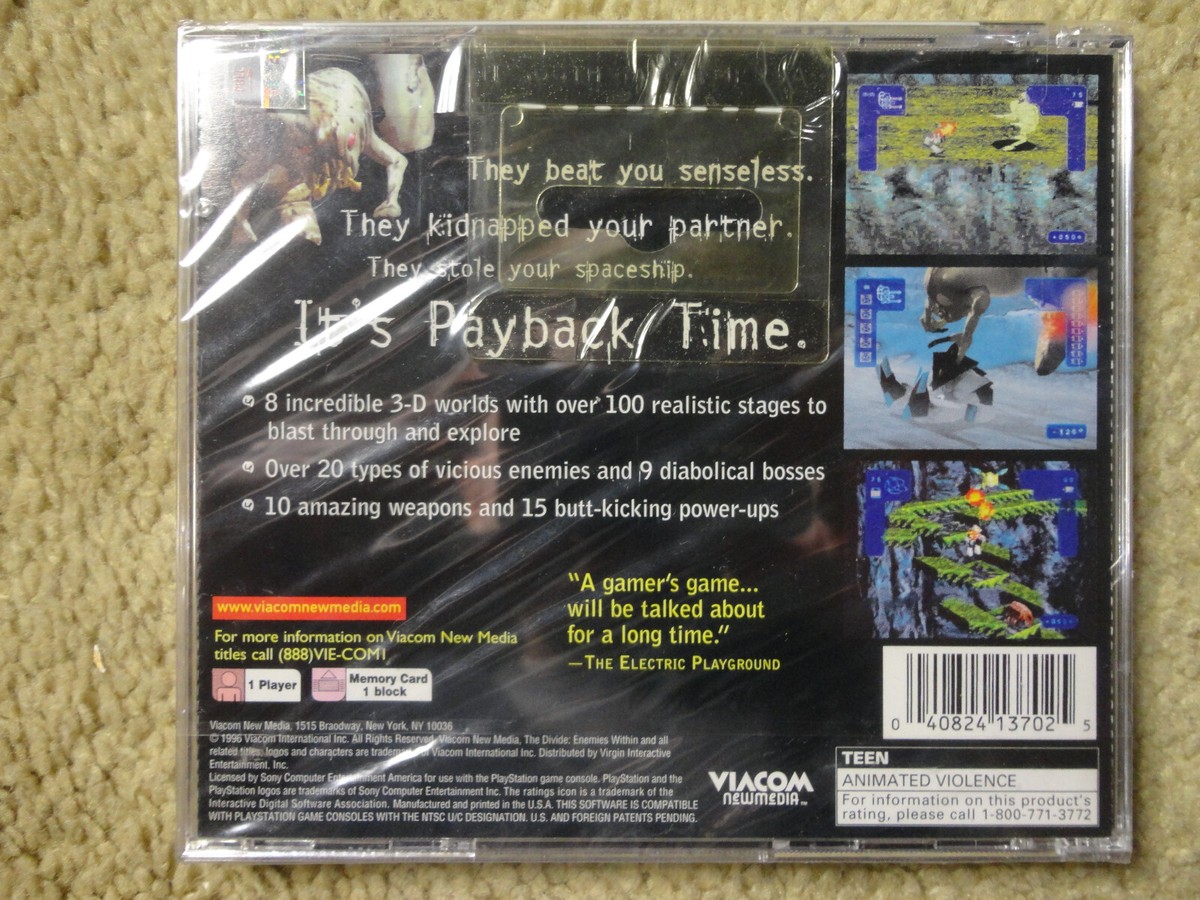 They beat you senseless.
They kidnapped your partner.
They stole your spaceship.
It's Payback Time.
8 incredible 3-D worlds with over 100 realistic stages to
blast through and explore
Over 20 types of vicious enemies and 9 diabolical bosses
10 amazing weapons and 15 butt-kicking power-ups
"A gamer's game...
will be talked about
for a long time."
—THE ELECTRIC PLAYGROUND
www.viacomnewmedia.com
For more information on Viacom New Media
titles call (888)VIE-COM1
1 Player
Memory Card
1 block
Viacom New Media, 1515 Braodway, New York, NY 10036
© 1996 Viacom International Inc. All Rights Reserved. Viacom New Media, The Divide: Enemies Within and all
related titles, logos and characters are trademarks of Viacom International Inc. Distributed by Virgin Interactive
Entertainment, Inc.
Licensed by Sony Computer Entertainment America for use with the PlayStation game console. PlayStation and the
PlayStation logos are trademarks of Sony Computer Entertainment Inc. The ratings icon is a trademark of the
Interactive Digital Software Association. Manufactured and printed in the U.S.A. THIS SOFTWARE IS COMPATIBLE
WITH PLAYSTATION GAME CONSOLES WITH THE NTSC U/C DESIGNATION. U.S. AND FOREIGN PATENTS PENDING.
VIACOM
newmedia™
0 40824 13702 5
TEEN
ANIMATED VIOLENCE
For information on this product's
rating, please call 1-800-771-3772